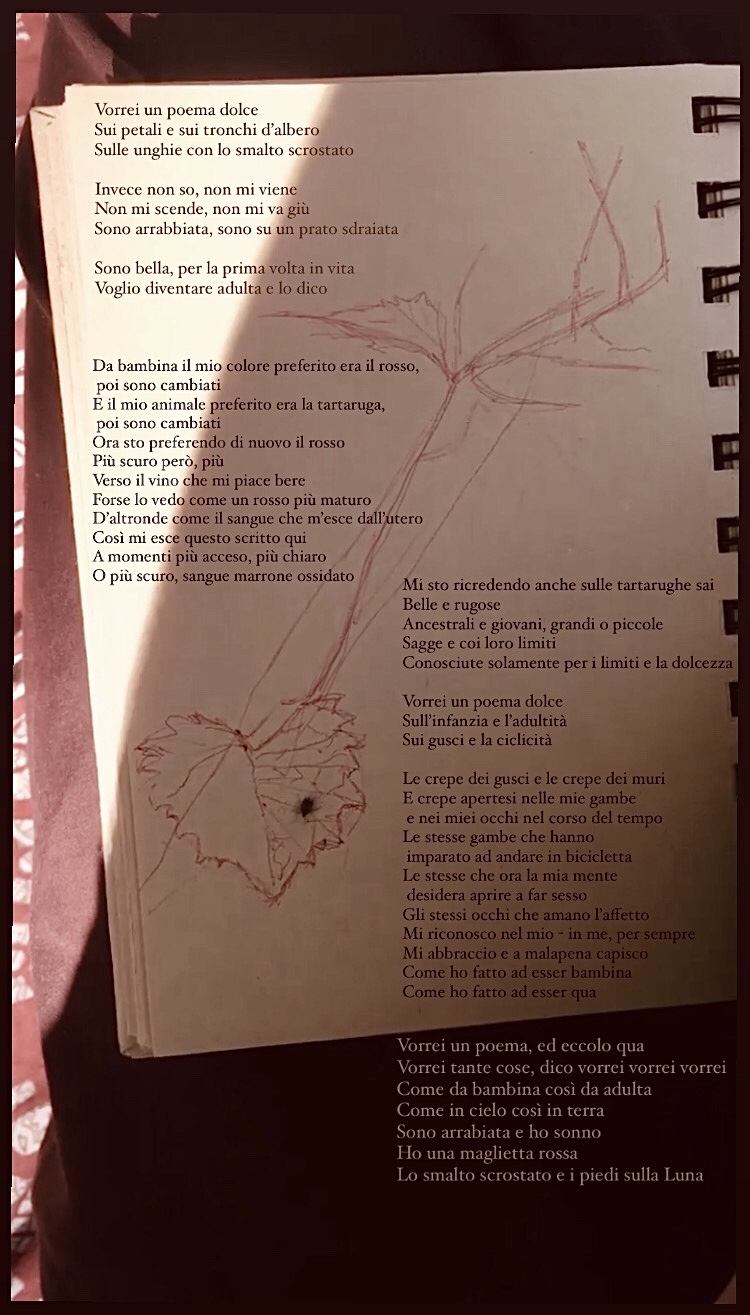 Vorrei un poema dolce
Sui petali e sui tronchi d'albero
Sulle unghie con lo smalto scrostato
Invece non so, non mi viene
Non mi scende, non mi va giù
Sono arrabbiata, sono su un prato sdraiata
Sono bella, per la prima volta in vita
Voglio diventare adulta e lo dico
Da bambina il mio colore preferito era il rosso,
poi sono cambiati
E il mio animale preferito era la tartaruga,
poi sono cambiati
Ora sto preferendo di nuovo il rosso
Più scuro però, più
Verso il vino che mi piace bere
Forse lo vedo come un rosso più maturo
D'altronde come il sangue che m'esce dall'utero
Così mi esce questo scritto qui
A momenti più acceso, più chiaro
O più scuro, sangue marrone ossidato
Mi sto ricredendo anche sulle tartarughe sai
Belle e rugose
Ancestrali e giovani, grandi o piccole
Sagge e coi loro limiti
Conosciute solamente per i limiti e la dolcezza
Vorrei un poema dolce
Sull'infanzia e l'adultità
Sui gusci e la ciclicità
Le crepe dei gusci e le crepe dei muri
E crepe apertesi nelle mie gambe
e nei miei occhi nel corso del tempo
Le stesse gambe che hanno
imparato ad andare in bicicletta
Le stesse che ora la mia mente
desidera aprire a far sesso
Gli stessi occhi che amano l'affetto
Mi riconosco nel mio - in me, per sempre
Mi abbraccio e a malapena capisco
Come ho fatto ad esser bambina
Come ho fatto ad esser qua
Vorrei un poema, ed eccolo qua
Vorrei tante cose, dico vorrei vorrei vorrei
Come da bambina così da adulta
Come in cielo così in terra
Sono arrabiata e ho sonno
Ho una maglietta rossa
Lo smalto scrostato e i piedi sulla Luna